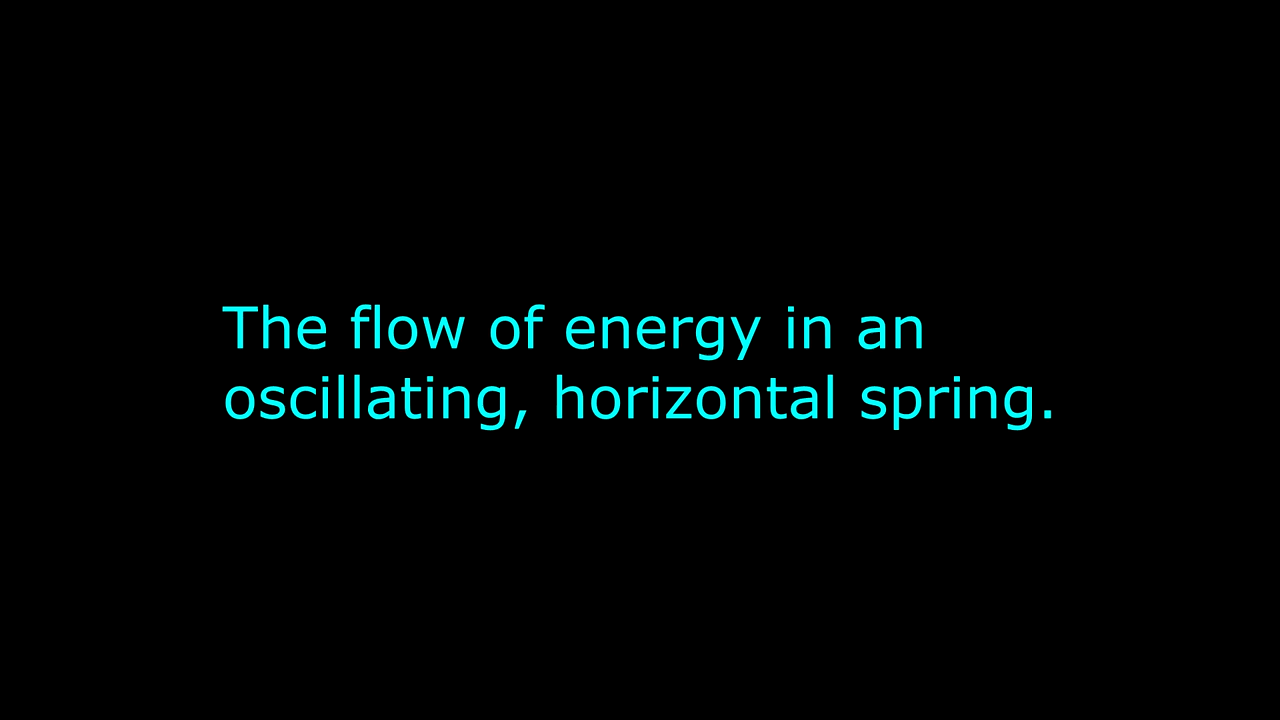 The flow of energy in an
oscillating, horizontal spring.